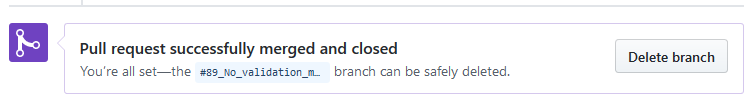 Pull request successfully merged and closed
Delete branch
You're all set—the #89_No_validation_m… branch can be safely deleted.